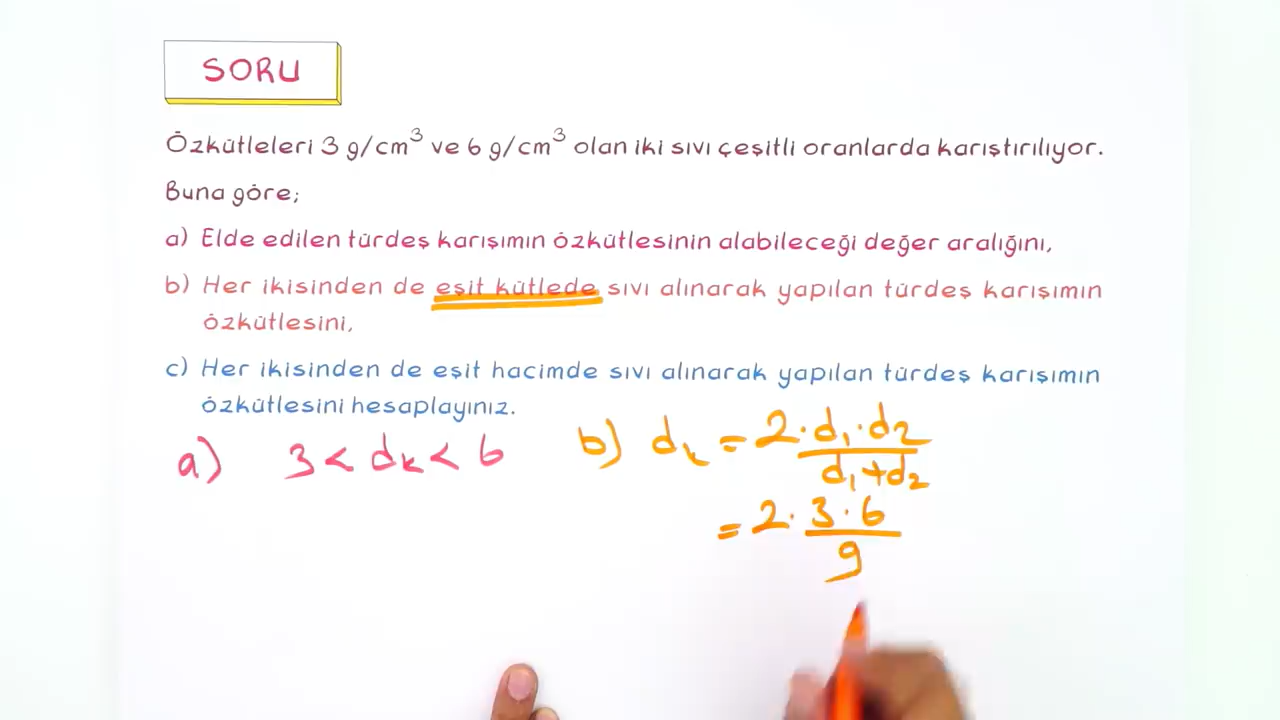 SORU
Özkütleleri 3 g/cm³ ve 6 g/cm³ olan iki sıvı çeşitli oranlarda karıştırılıyor.
Buna göre;
a) Elde edilen türdeş karışımın özkütlesinin alabileceği değer aralığını,
b) Her ikisinden de eşit kütlede sıvı alınarak yapılan türdeş karışımın
özkütlesini,
c) Her ikisinden de eşit hacimde sıvı alınarak yapılan türdeş karışımın
özkütlesini hesaplayınız.
a) 3 < dₖ < 6
b) dₖ = 2 · d₁ · d₂
d₁ + d₂
= 2 · 3 · 6
9